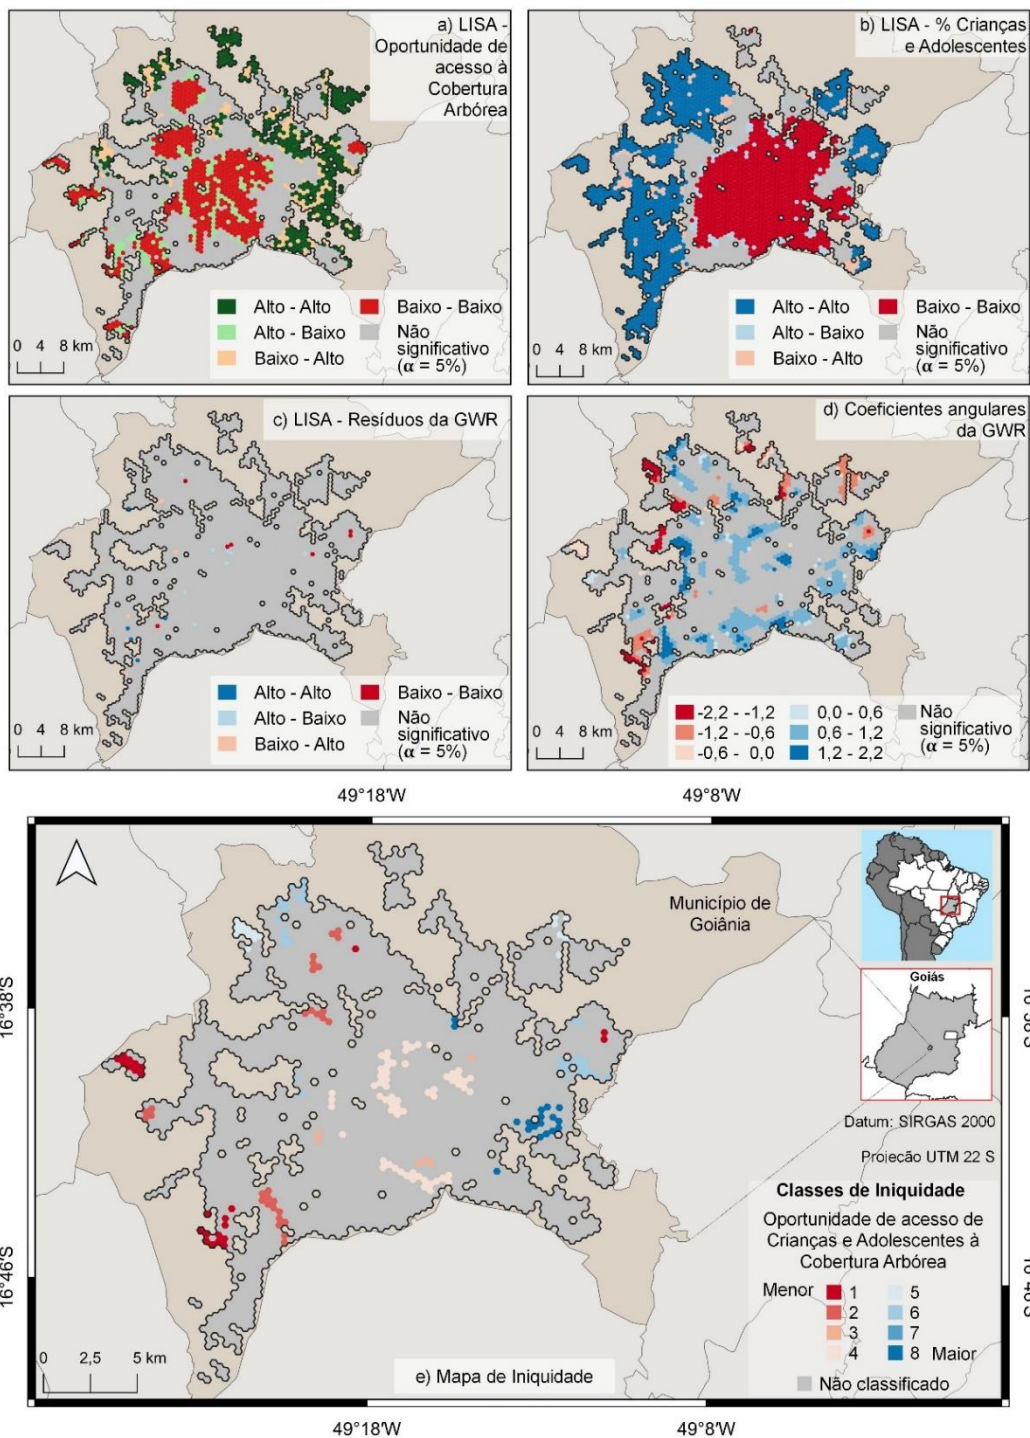 a) LISA -
Oportunidade de
acesso à
Cobertura
Arbórea
Alto - Alto
Baixo - Baixo
Alto - Baixo
Não
significativo
(α = 5%)
Baixo - Alto
0 4 8 km
b) LISA - % Crianças
e Adolescentes
Alto - Alto
Baixo - Baixo
Alto - Baixo
Não
significativo
(α = 5%)
Baixo - Alto
0 4 8 km
c) LISA - Resíduos da GWR
Alto - Alto
Baixo - Baixo
Alto - Baixo
Não
significativo
(α = 5%)
Baixo - Alto
0 4 8 km
d) Coeficientes angulares
da GWR
-2,2 - -1,2
0,0 - 0,6
Não
significativo
(α = 5%)
-1,2 - -0,6
0,6 - 1,2
-0,6 - 0,0
1,2 - 2,2
0 4 8 km
49°18'W
49°8'W
Município de
Goiânia
Goiás
16°38'S
Datum: SIRGAS 2000
Projecão UTM 22 S
16°46'S
Classes de Iniquidade
Oportunidade de acesso de
Crianças e Adolescentes à
Cobertura Arbórea
Menor 1 5
2 6
3 7
4 8 Maior
Não classificado
0 2,5 5 km
e) Mapa de Iniquidade
49°18'W
49°8'W